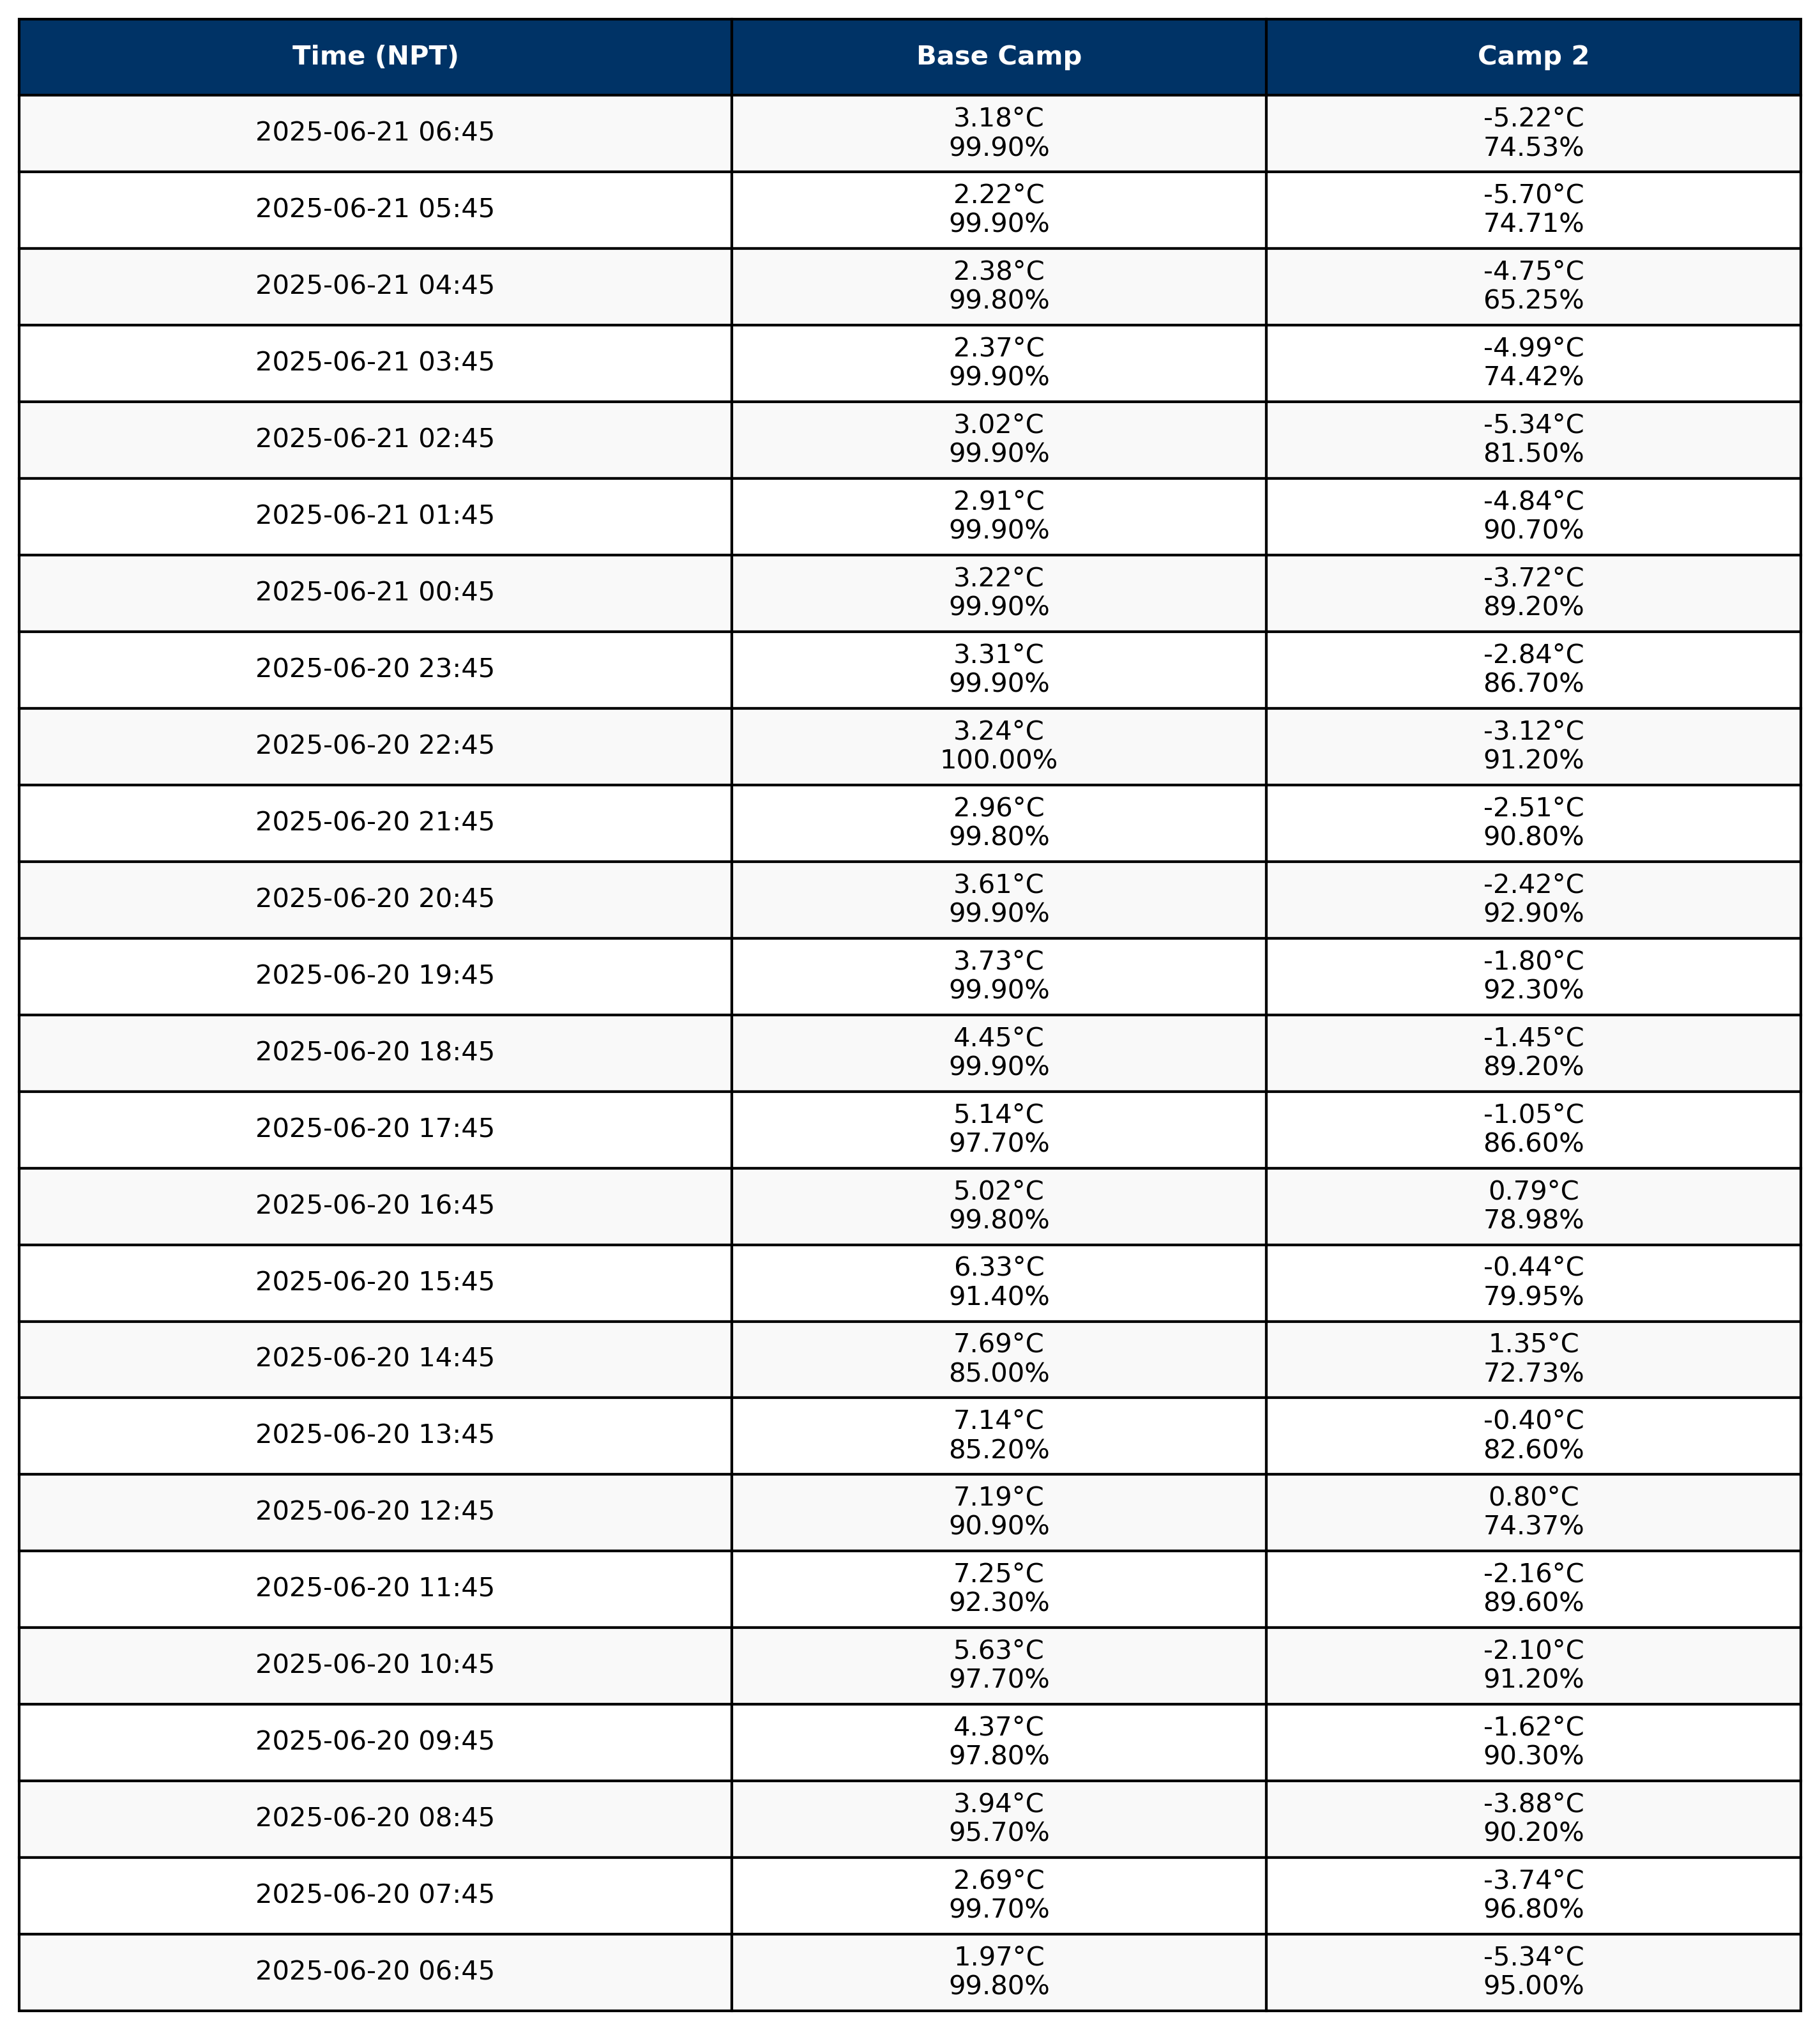 Time (NPT) Base Camp Camp 2
2025-06-21 06:45 3.18°C -5.22°C
99.90% 74.53%
2025-06-21 05:45 2.22°C -5.70°C
99.90% 74.71%
2025-06-21 04:45 2.38°C -4.75°C
99.80% 65.25%
2025-06-21 03:45 2.37°C -4.99°C
99.90% 74.42%
2025-06-21 02:45 3.02°C -5.34°C
99.90% 81.50%
2025-06-21 01:45 2.91°C -4.84°C
99.90% 90.70%
2025-06-21 00:45 3.22°C -3.72°C
99.90% 89.20%
2025-06-20 23:45 3.31°C -2.84°C
99.90% 86.70%
2025-06-20 22:45 3.24°C -3.12°C
100.00% 91.20%
2025-06-20 21:45 2.96°C -2.51°C
99.80% 90.80%
2025-06-20 20:45 3.61°C -2.42°C
99.90% 92.90%
2025-06-20 19:45 3.73°C -1.80°C
99.90% 92.30%
2025-06-20 18:45 4.45°C -1.45°C
99.90% 89.20%
2025-06-20 17:45 5.14°C -1.05°C
97.70% 86.60%
2025-06-20 16:45 5.02°C 0.79°C
99.80% 78.98%
2025-06-20 15:45 6.33°C -0.44°C
91.40% 79.95%
2025-06-20 14:45 7.69°C 1.35°C
85.00% 72.73%
2025-06-20 13:45 7.14°C -0.40°C
85.20% 82.60%
2025-06-20 12:45 7.19°C 0.80°C
90.90% 74.37%
2025-06-20 11:45 7.25°C -2.16°C
92.30% 89.60%
2025-06-20 10:45 5.63°C -2.10°C
97.70% 91.20%
2025-06-20 09:45 4.37°C -1.62°C
97.80% 90.30%
2025-06-20 08:45 3.94°C -3.88°C
95.70% 90.20%
2025-06-20 07:45 2.69°C -3.74°C
99.70% 96.80%
2025-06-20 06:45 1.97°C -5.34°C
99.80% 95.00%